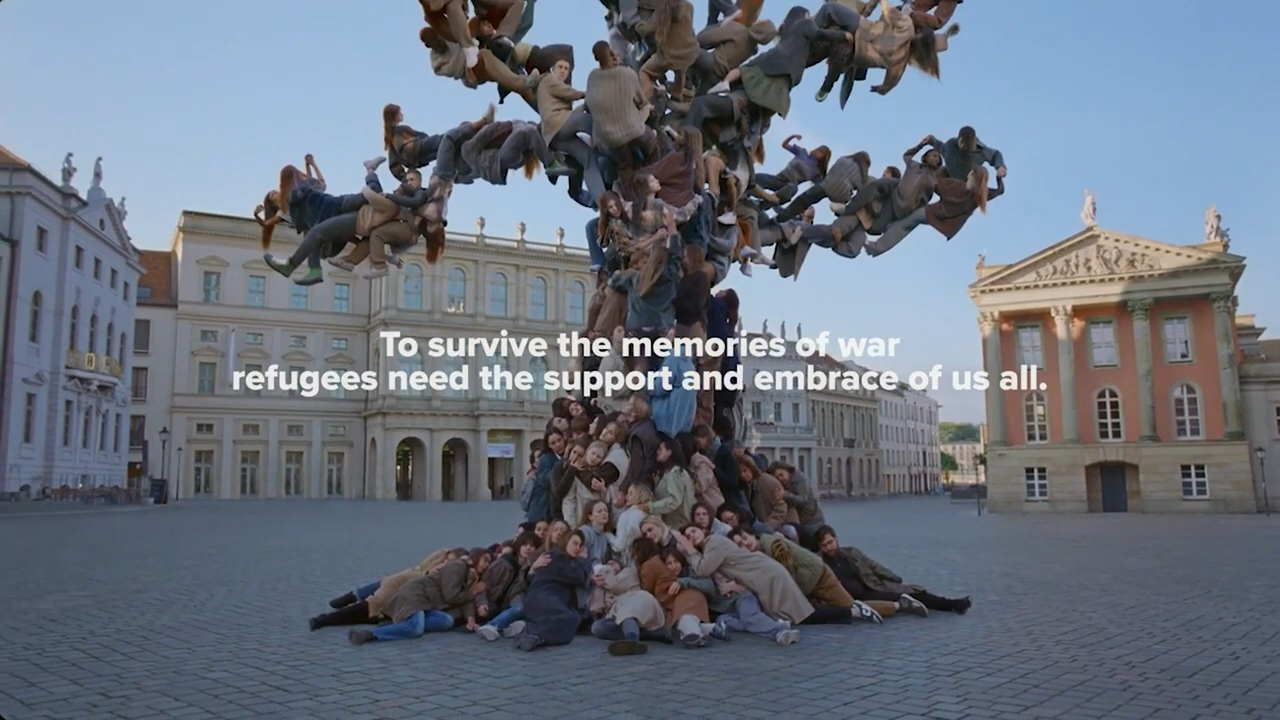 To survive the memories of war
refugees need the support and embrace of us all.